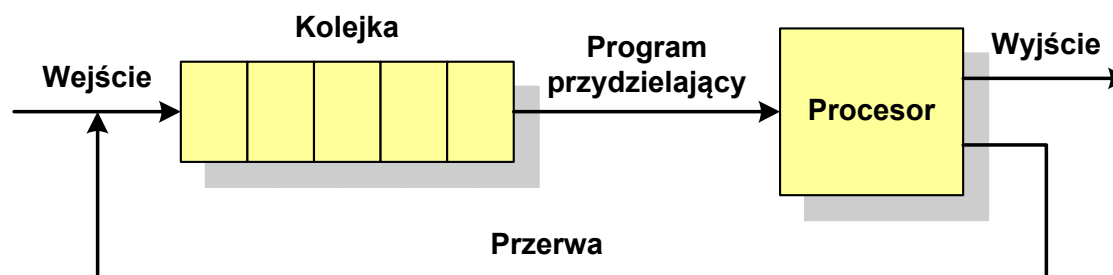 Kolejka
Wejście
Program
przydzielający
Procesor
Wyjście
Przerwa